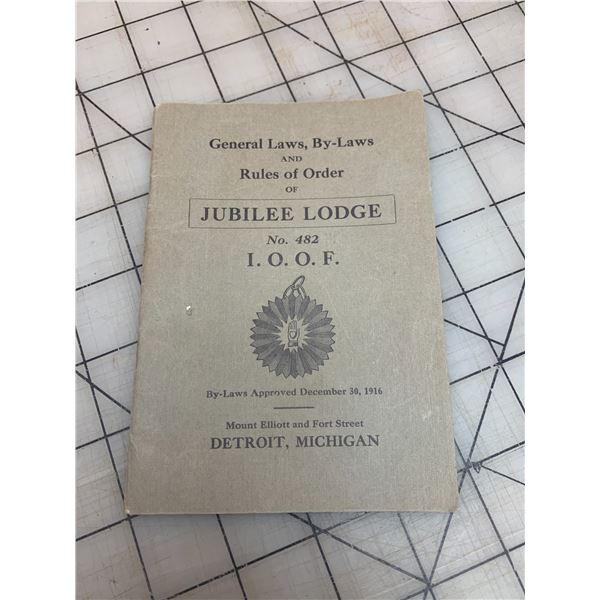 General Laws, By-Laws
AND
Rules of Order
OF
JUBILEE LODGE
No. 482
I. O. O. F.
By-Laws Approved December 30, 1916
Mount Elliott and Fort Street
DETROIT, MICHIGAN